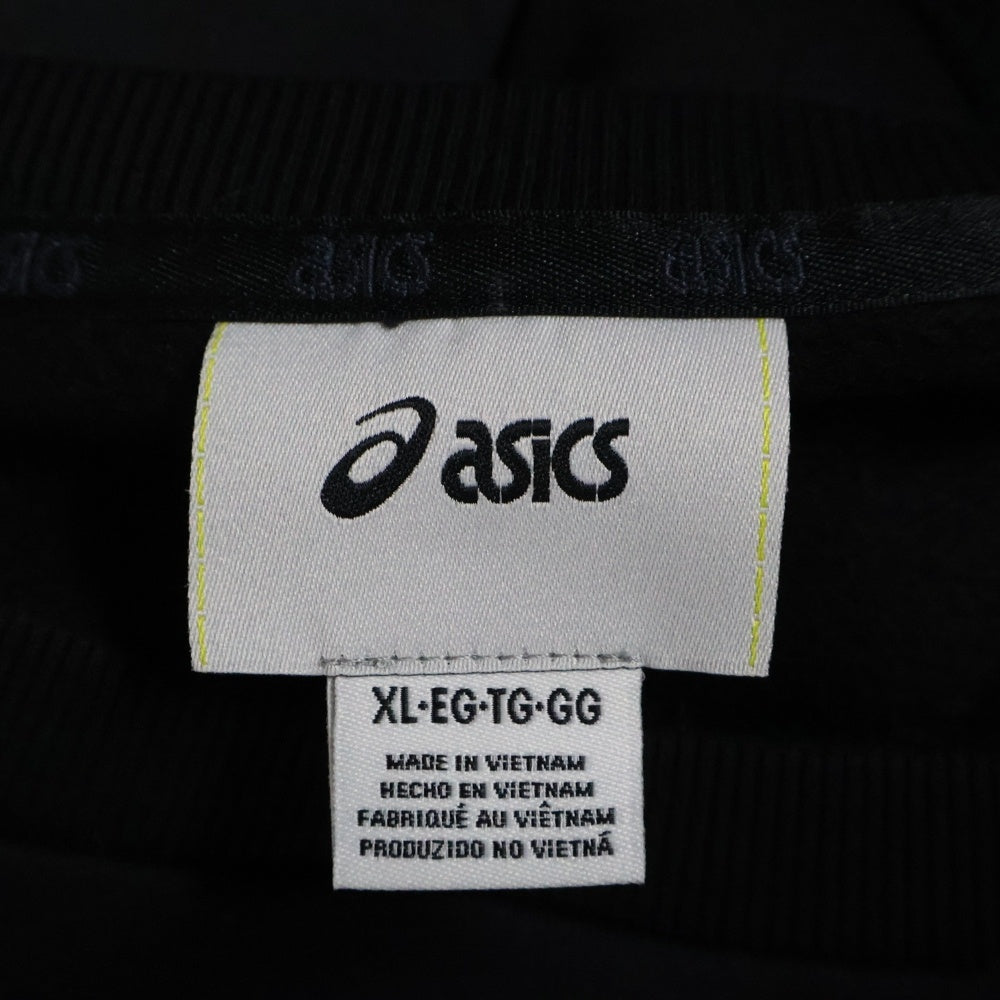 asics asics asics
asics
XL•EG•TG•GG
MADE IN VIETNAM
HECHO EN VIETNAM
FABRIQUÉ AU VIÊTNAM
PRODUZIDO NO VIETNÁ